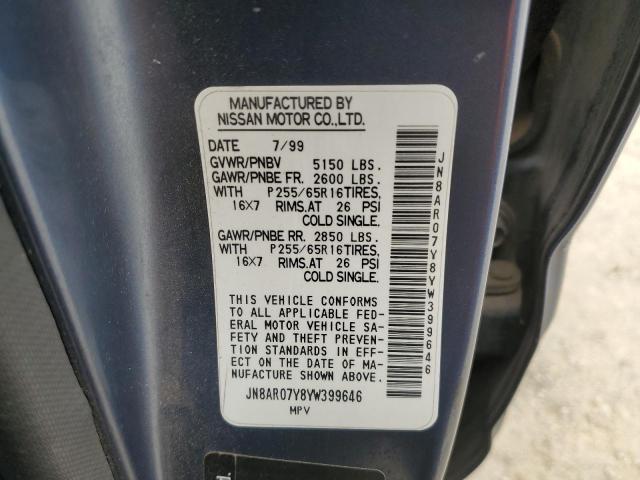 MANUFACTURED BY
NISSAN MOTOR CO.,LTD.
DATE 7/99
GVWR/PNBV 5150 LBS.
GAWR/PNBE FR. 2600 LBS.
WITH P255/65R16TIRES,
16X7 RIMS.AT 26 PSI
COLD SINGLE.
GAWR/PNBE RR. 2850 LBS.
WITH P255/65R16TIRES,
16X7 RIMS.AT 26 PSI
COLD SINGLE.
THIS VEHICLE CONFORMS
TO ALL APPLICABLE FED-
ERAL MOTOR VEHICLE SA-
FETY AND THEFT PREVEN-
TION STANDARDS IN EFF-
ECT ON THE DATE OF MA-
NUFACTURE SHOWN ABOVE.
JN8AR07Y8YW399646
MPV
JN8AR07Y8YW399646